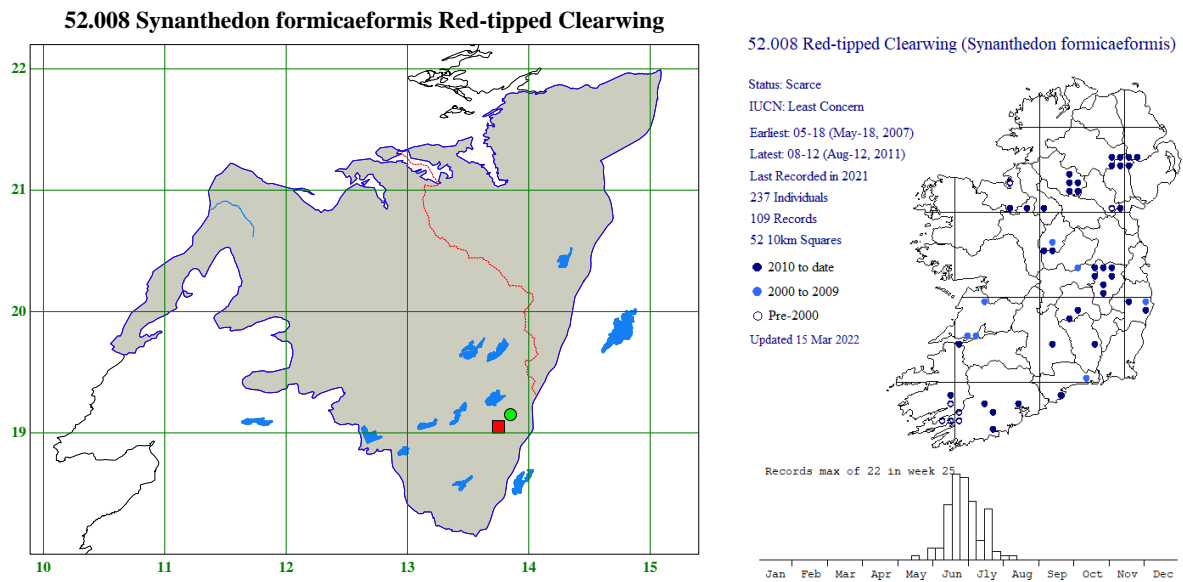 52.008 Synanthedon formicaeformis Red-tipped Clearwing
22
21
20
19
10
11
12
13
14
15
52.008 Red-tipped Clearwing (Synanthedon formicaeformis)
Status: Scarce
IUCN: Least Concern
Earliest: 05-18 (May-18, 2007)
Latest: 08-12 (Aug-12, 2011)
Last Recorded in 2021
237 Individuals
109 Records
52 10km Squares
2010 to date
2000 to 2009
Pre-2000
Updated 15 Mar 2022
Records max of 22 in week 25
Jan Feb Mar Apr May Jun Jly Aug Sep Oct Nov Dec